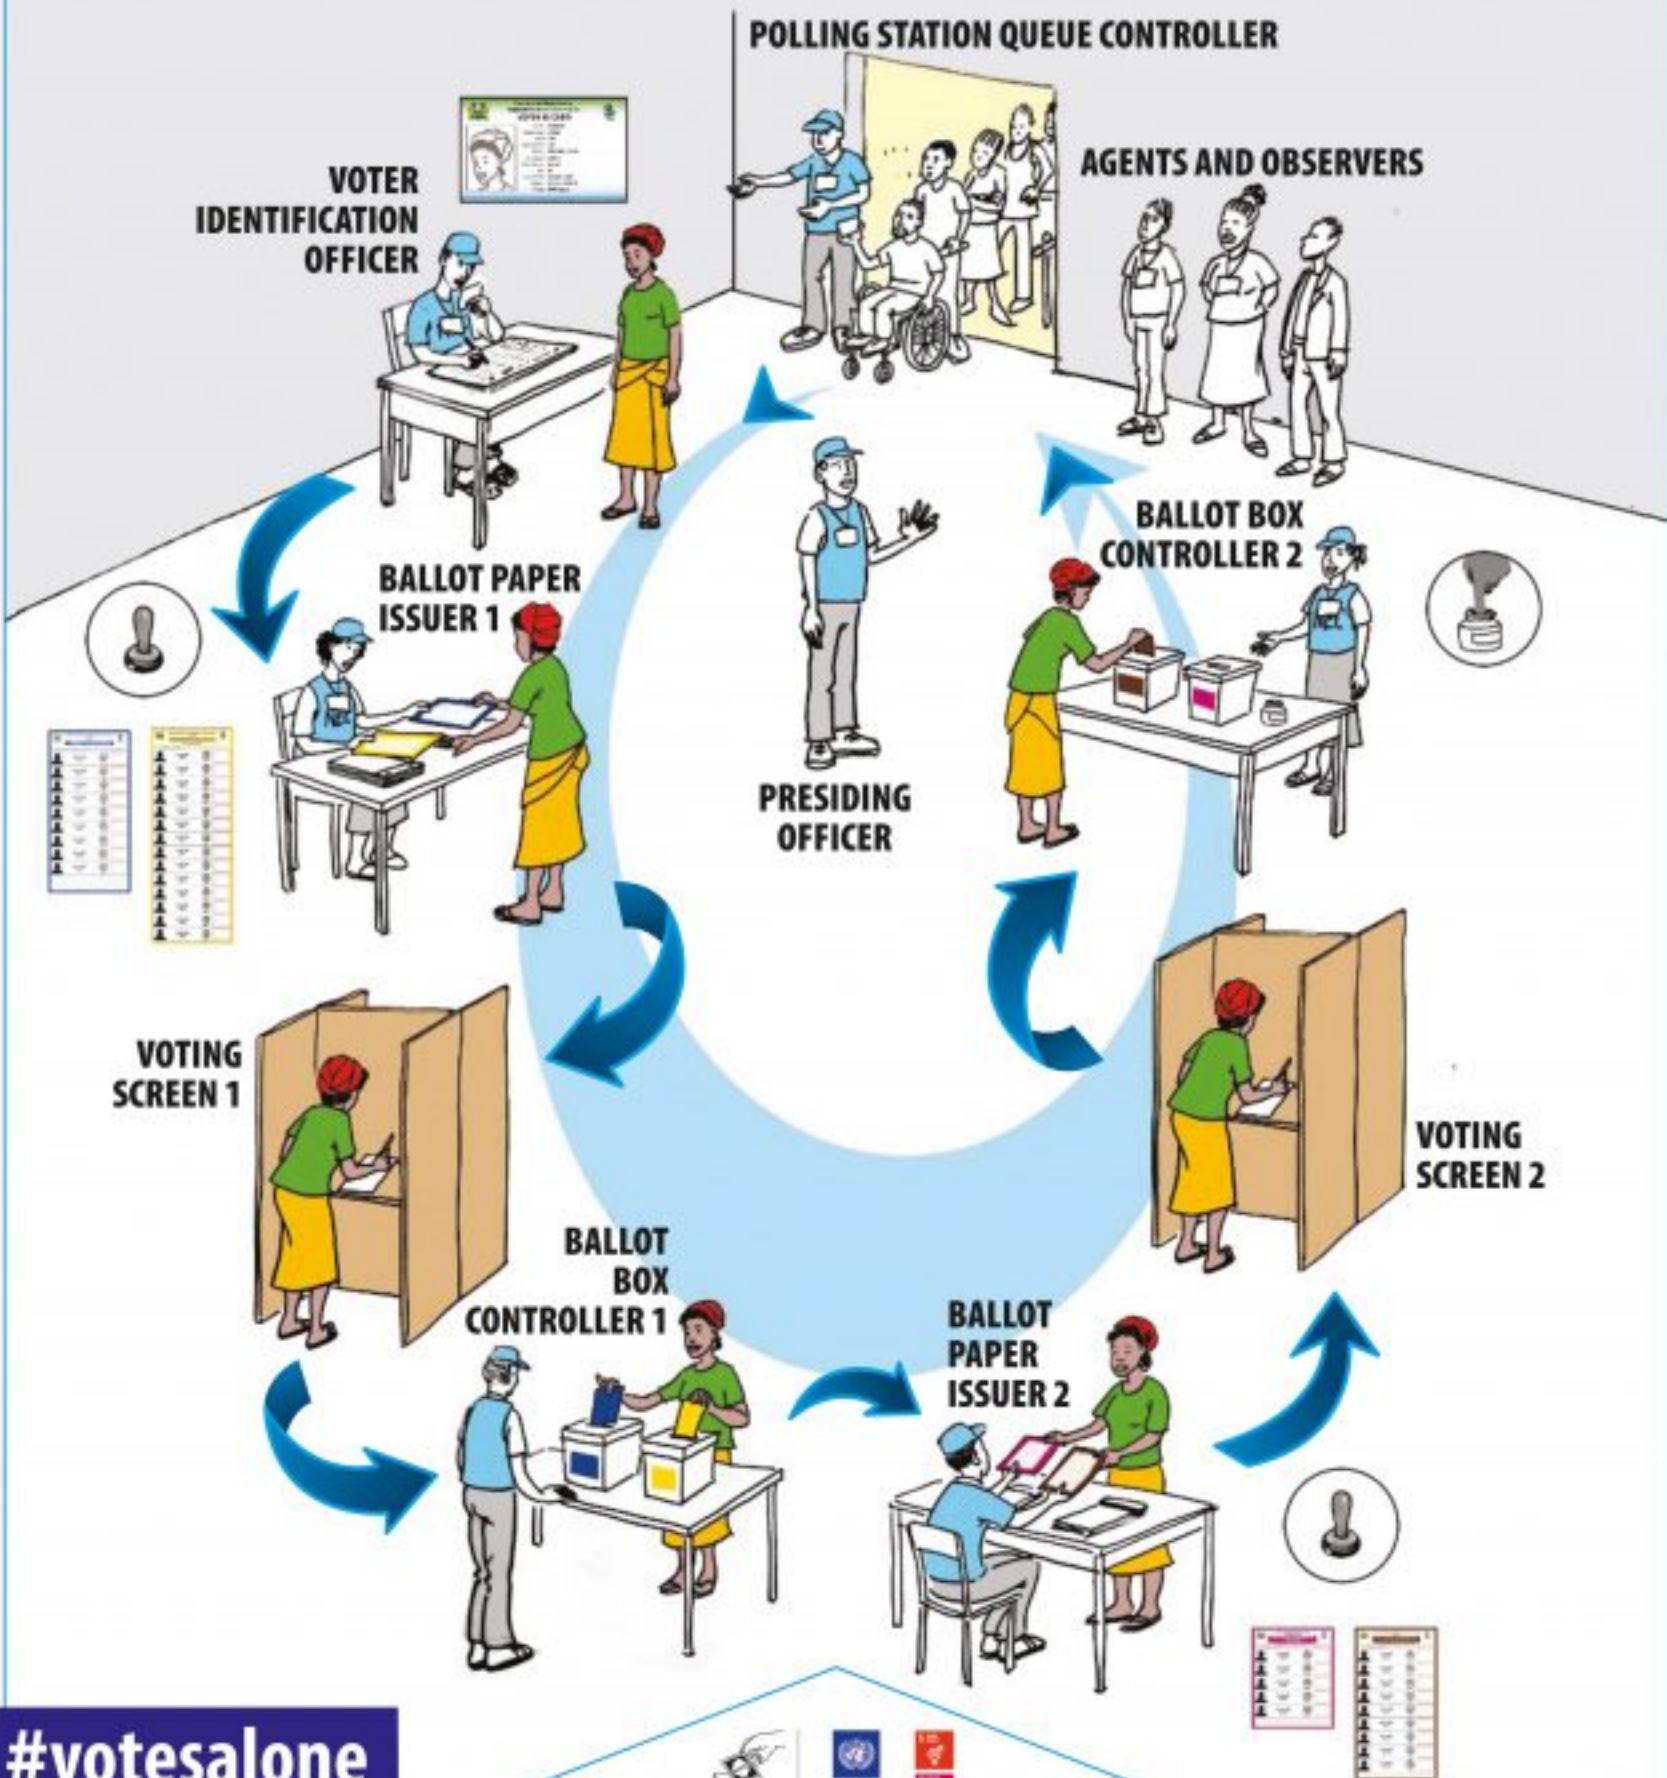 POLLING STATION QUEUE CONTROLLER
AGENTS AND OBSERVERS
VOTER
IDENTIFICATION
OFFICER
BALLOT PAPER
ISSUER 1
BALLOT BOX
CONTROLLER 2
PRESIDING
OFFICER
VOTING
SCREEN 1
VOTING
SCREEN 2
BALLOT
BOX
CONTROLLER 1
BALLOT
PAPER
ISSUER 2
#votesalone